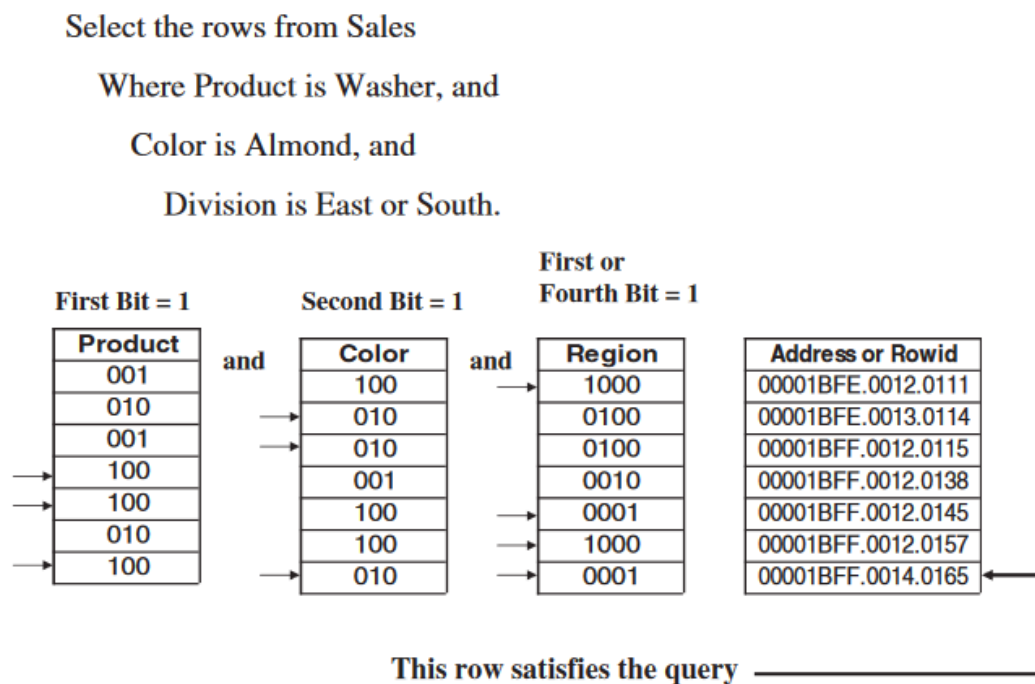 Select the rows from Sales
Where Product is Washer, and
Color is Almond, and
Division is East or South.
First Bit = 1
Second Bit = 1
First or
Fourth Bit = 1
Product
001
010
001
100
100
010
100
and
Color
100
010
010
001
100
100
010
and
Region
1000
0100
0100
0010
0001
1000
0001
Address or Rowid
00001BFE.0012.0111
00001BFE.0013.0114
00001BFF.0012.0115
00001BFF.0012.0138
00001BFF.0012.0145
00001BFF.0012.0157
00001BFF.0014.0165
This row satisfies the query